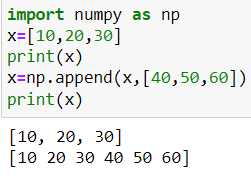 import numpy as np
x=[10,20,30]
print(x)
x=np.append(x,[40,50,60])
print(x)
[10, 20, 30]
[10 20 30 40 50 60]